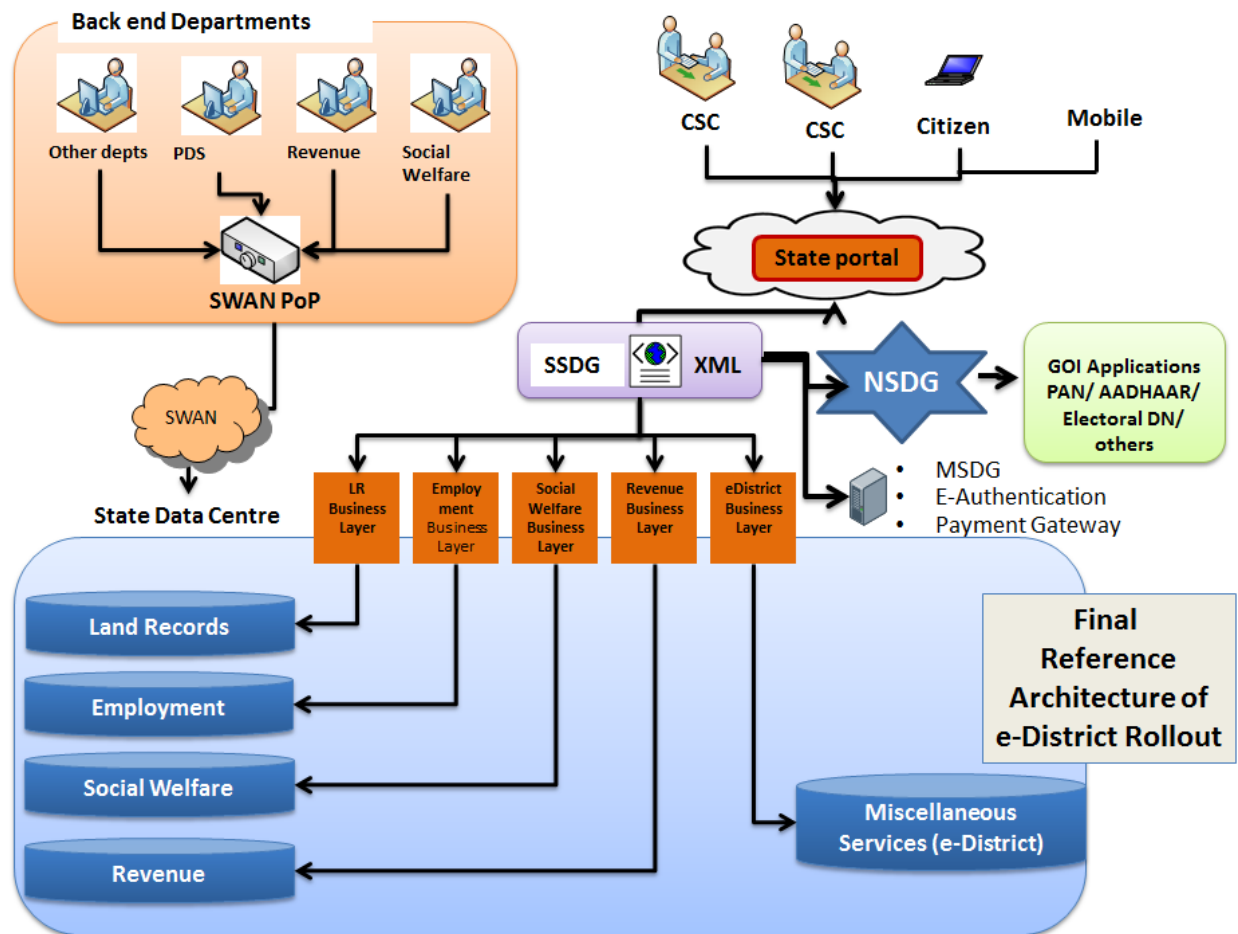 Back end Departments
Other depts
PDS
Revenue
Social
Welfare
SWAN PoP
CSC
CSC
Citizen
Mobile
State portal
SSDG
XML
NSDG
GOI Applications
PAN/ AADHAAR/
Electoral DN/
others
• MSDG
• E-Authentication
• Payment Gateway
SWAN
State Data Centre
LR
Business
Layer
Employ
ment
Business
Layer
Social
Welfare
Business
Layer
Revenue
Business
Layer
eDistrict
Business
Layer
Land Records
Employment
Social Welfare
Revenue
Miscellaneous
Services (e-District)
Final
Reference
Architecture of
e-District Rollout